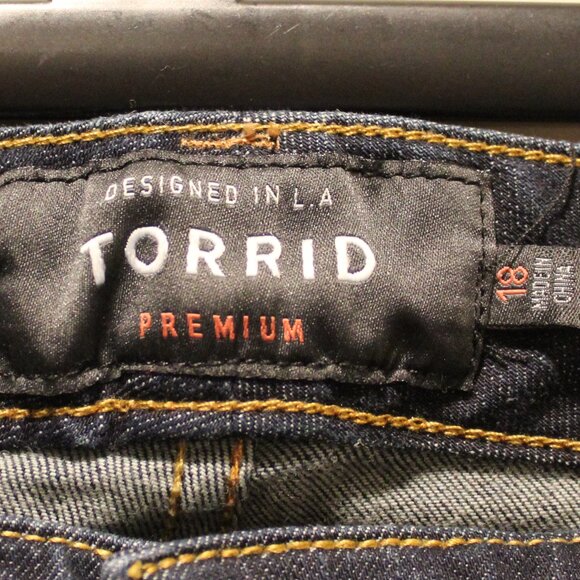 DESIGNED IN L.A
TORRID
PREMIUM
18
MADE IN
CHINA